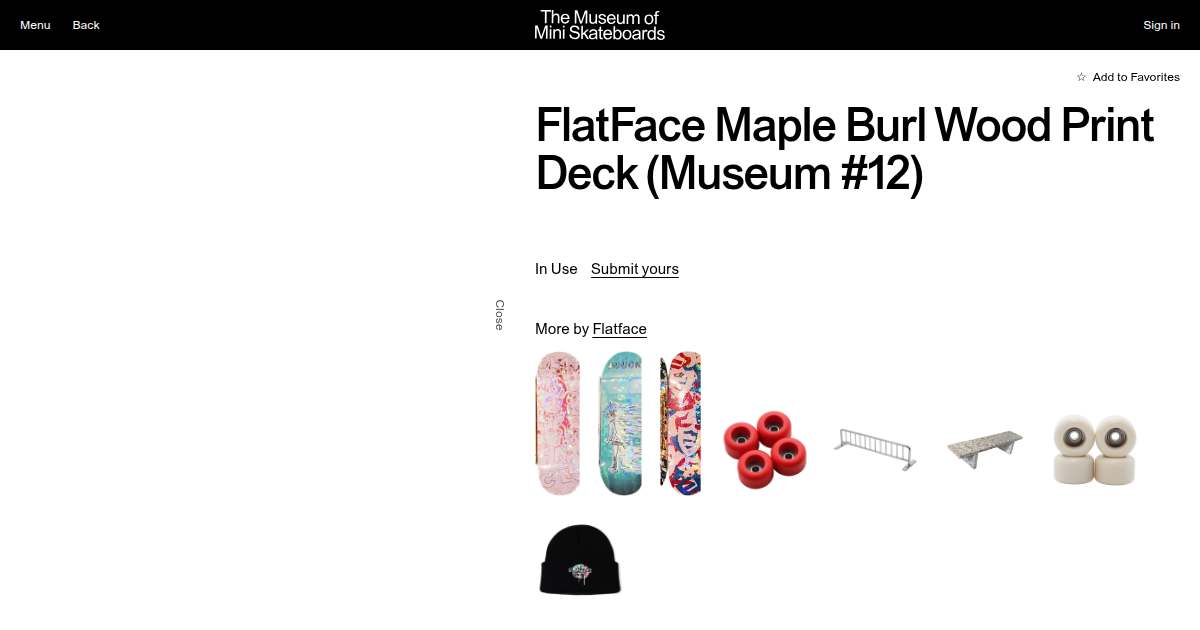 Menu Back
The Museum of
Mini Skateboards
Sign in
☆ Add to Favorites
FlatFace Maple Burl Wood Print
Deck (Museum #12)
In Use Submit yours
Close
More by Flatface